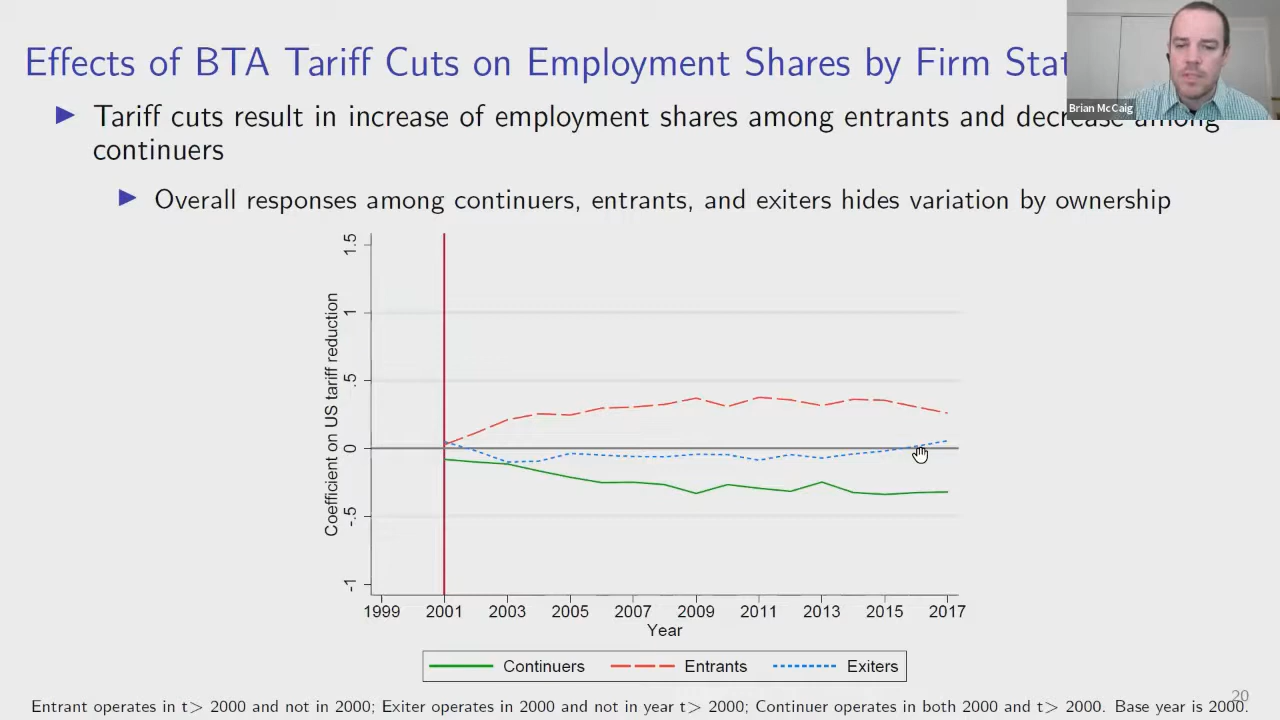 Effects of BTA Tariff Cuts on Employment Shares by Firm
Brian McCaig
Tariff cuts result in increase of employment shares among entrants and decrease among
continuers
Overall responses among continuers, entrants, and exiters hides variation by ownership
Coefficient on US tariff reduction
1.5
1
.5
0
-.5
-1
1999 2001 2003 2005 2007 2009 2011 2013 2015 2017
Year
Continuers Entrants Exiters
20
Entrant operates in t> 2000 and not in 2000; Exiter operates in 2000 and not in year t> 2000; Continuer operates in both 2000 and t> 2000. Base year is 2000.